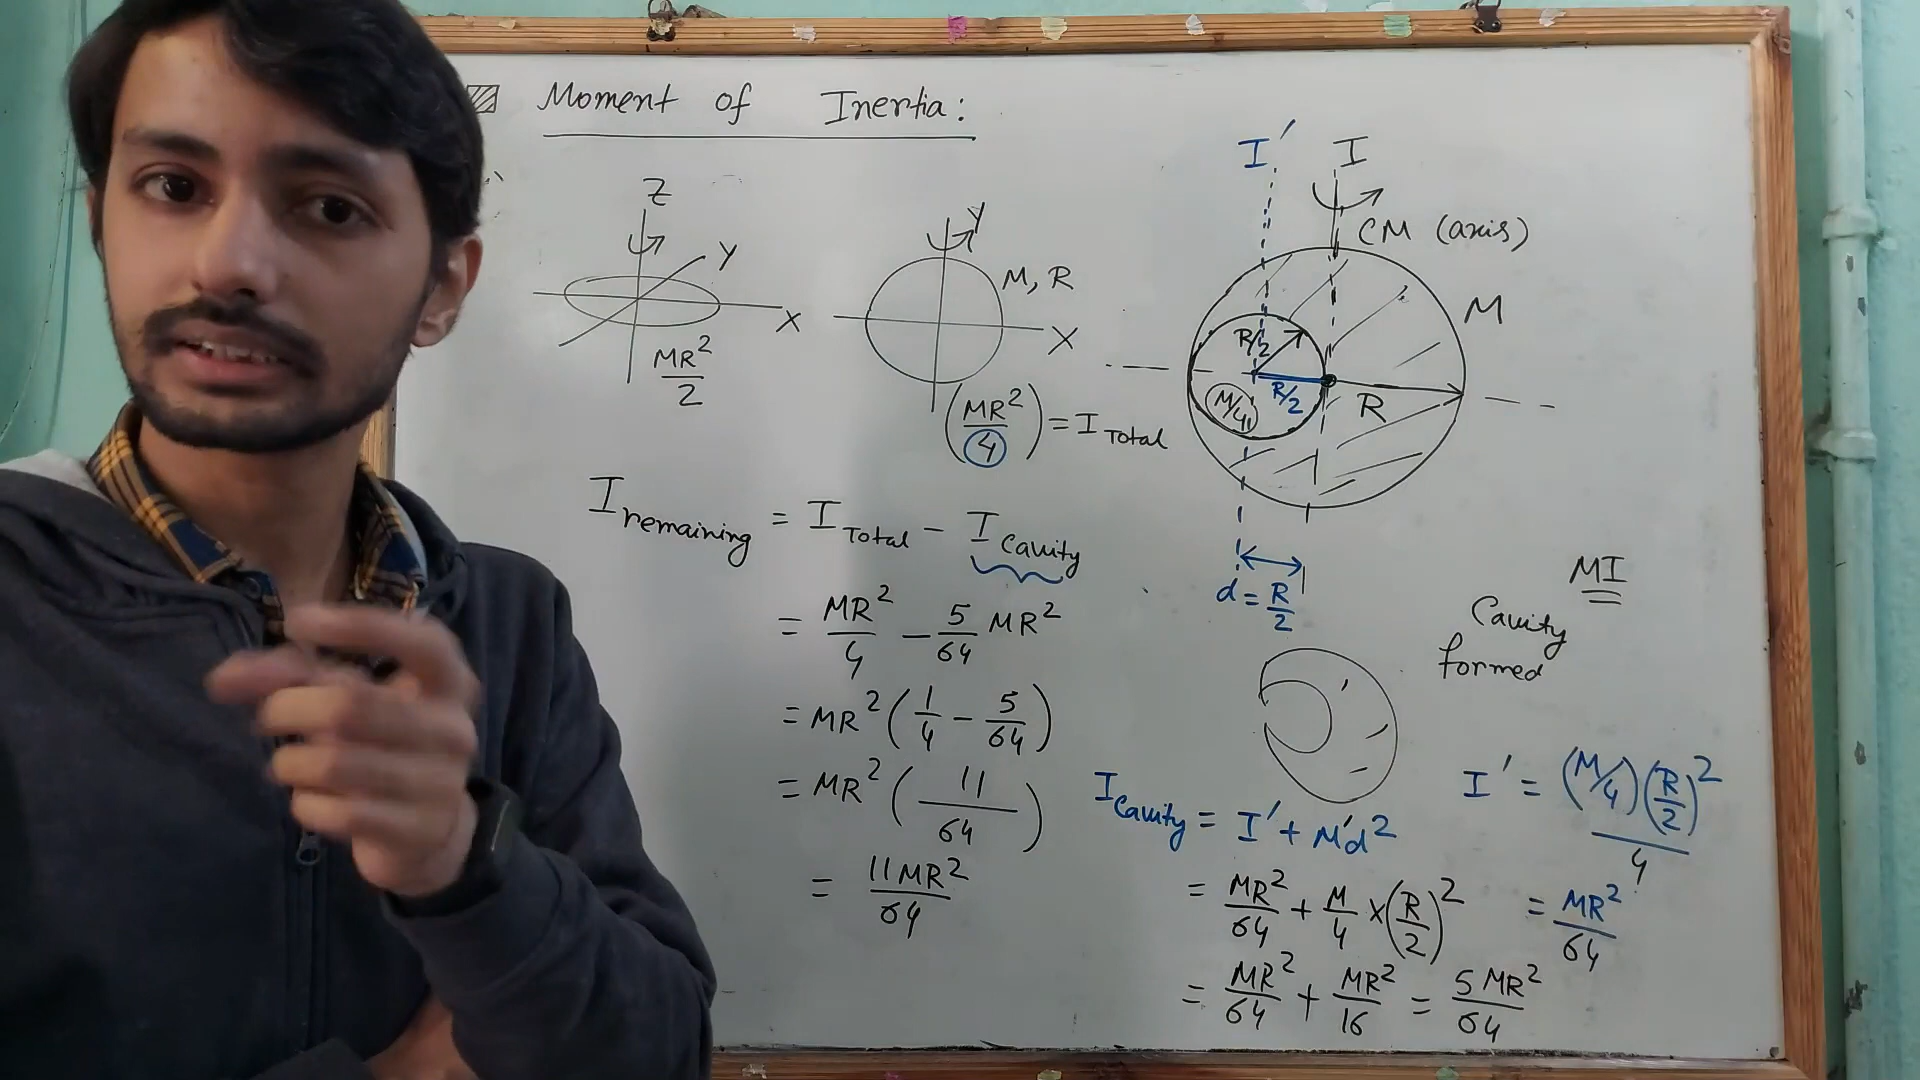 Moment of Inertia:
Z
Y
X
MR²/2
Y
M, R
X
(MR²/4) = I Total
I′ I
CM (axis)
M
R/2
R/2
M/4
R
d = R/2
I remaining = I Total - I Cavity
= MR²/4 - 5/64 MR²
= MR² (1/4 - 5/64)
= MR² (11/64)
= 11MR²/64
MI
Cavity
formed
I′ = (M/4)(R/2)²/4
= MR²/64
I Cavity = I′ + M′d²
= MR²/64 + M/4 × (R/2)²
= MR²/64 + MR²/16 = 5MR²/64